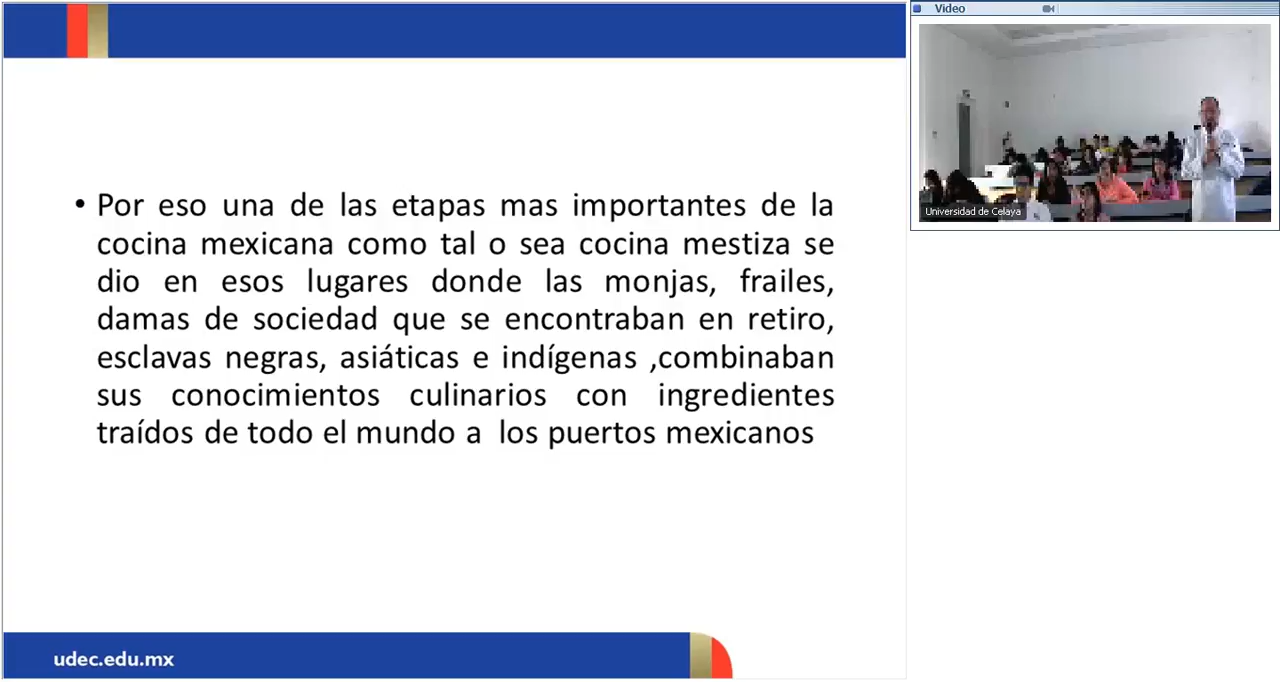 Video
Universidad de Celaya
• Por eso una de las etapas mas importantes de la
cocina mexicana como tal o sea cocina mestiza se
dio en esos lugares donde las monjas, frailes,
damas de sociedad que se encontraban en retiro,
esclavas negras, asiáticas e indígenas ,combinaban
sus conocimientos culinarios con ingredientes
traídos de todo el mundo a los puertos mexicanos
udec.edu.mx